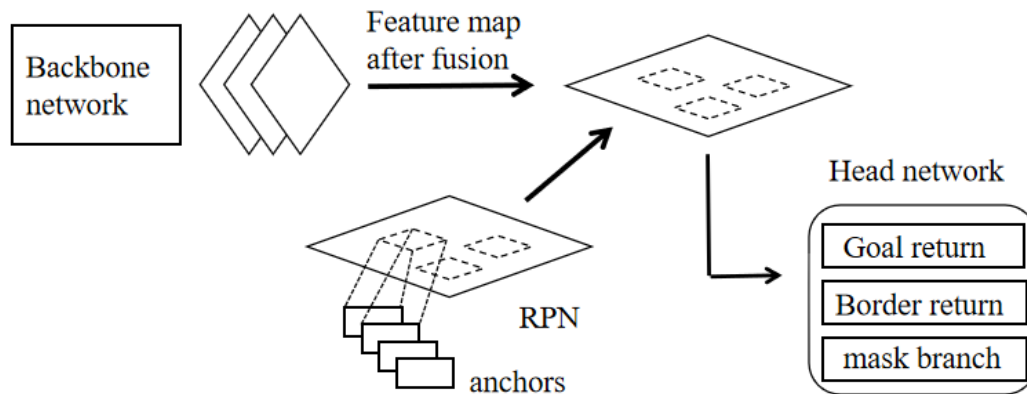 Backbone
network
Feature map
after fusion
RPN
anchors
Head network
Goal return
Border return
mask branch